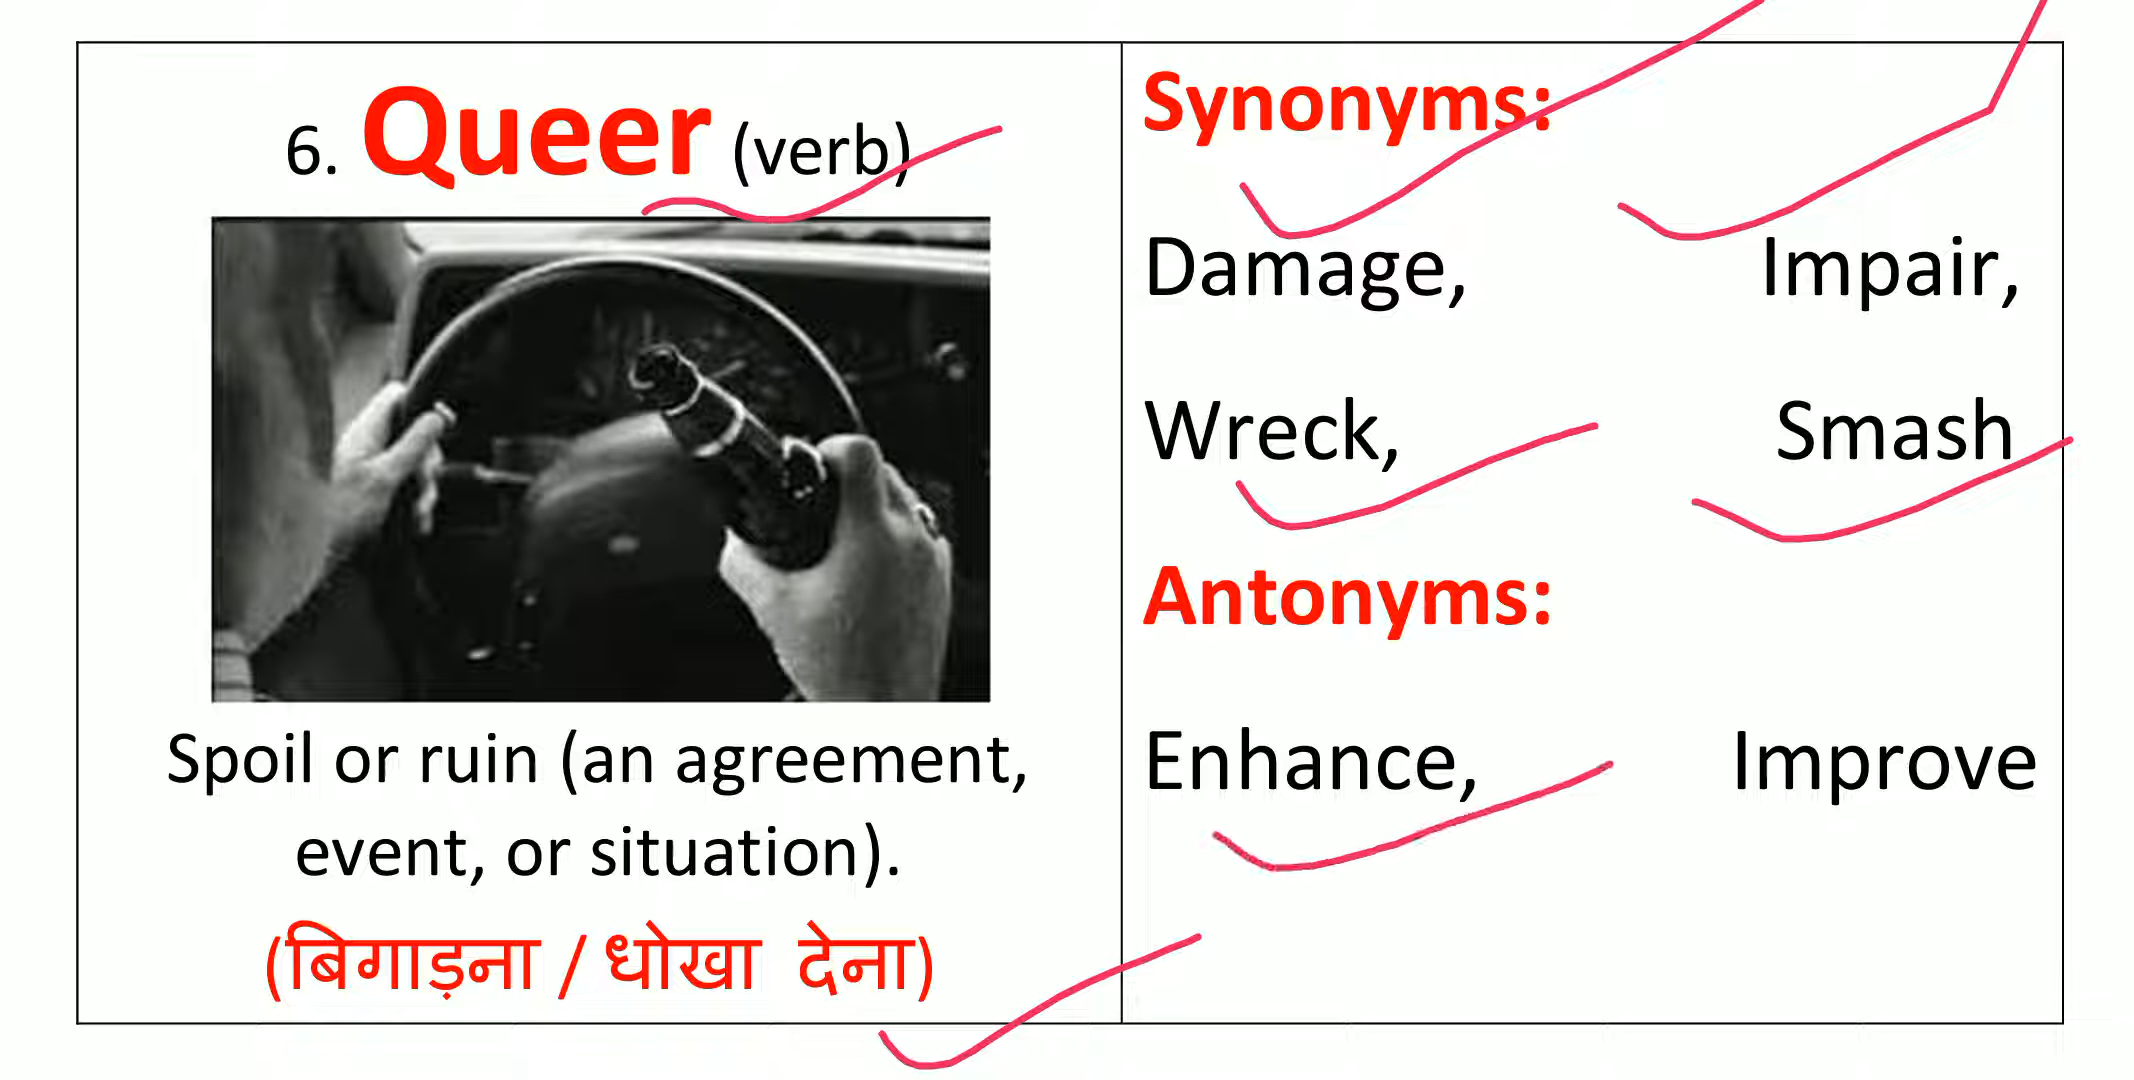 6. Queer (verb)
Spoil or ruin (an agreement,
event, or situation).
(बिगाड़ना / धोखा देना)
Synonyms:
Damage, Impair,
Wreck, Smash
Antonyms:
Enhance, Improve